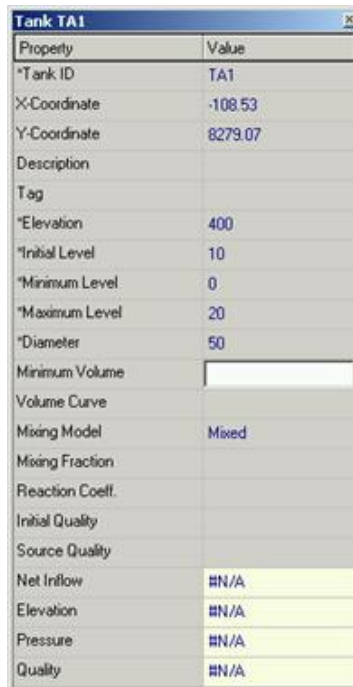 Tank TA1
Property Value
*Tank ID TA1
X-Coordinate -108.53
Y-Coordinate 8279.07
Description
Tag
*Elevation 400
*Initial Level 10
*Minimum Level 0
*Maximum Level 20
*Diameter 50
Minimum Volume
Volume Curve
Mixing Model Mixed
Mixing Fraction
Reaction Coeff.
Initial Quality
Source Quality
Net Inflow #N/A
Elevation #N/A
Pressure #N/A
Quality #N/A